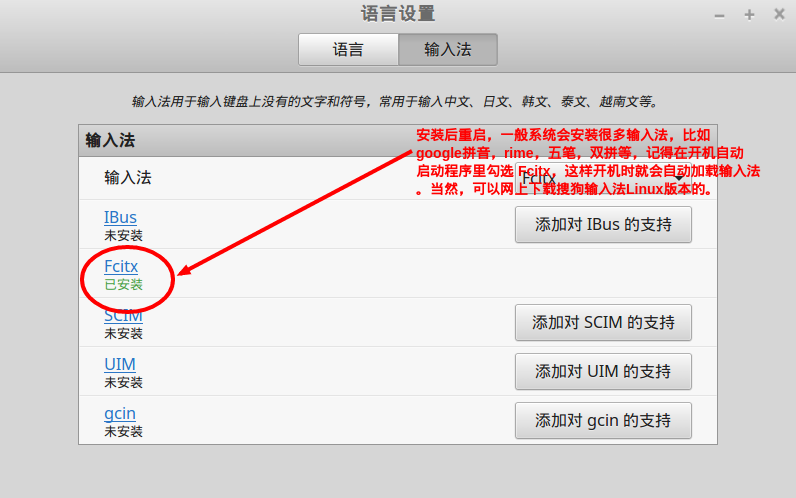 语言设置
语言 输入法
输入法用于输入键盘上没有的文字和符号，常用于输入中文、日文、韩文、泰文、越南文等。
输入法
安装后重启，一般系统会安装很多输入法，比如
google拼音，rime，五笔，双拼等，记得在开机自动
启动程序里勾选 Fcitx，这样开机时就会自动加载输入法
。当然，可以网上下载搜狗输入法Linux版本的。
输入法 Fcitx
IBus
未安装
添加对 IBus 的支持
Fcitx
已安装
SCIM
未安装
添加对 SCIM 的支持
UIM
未安装
添加对 UIM 的支持
gcin
未安装
添加对 gcin 的支持